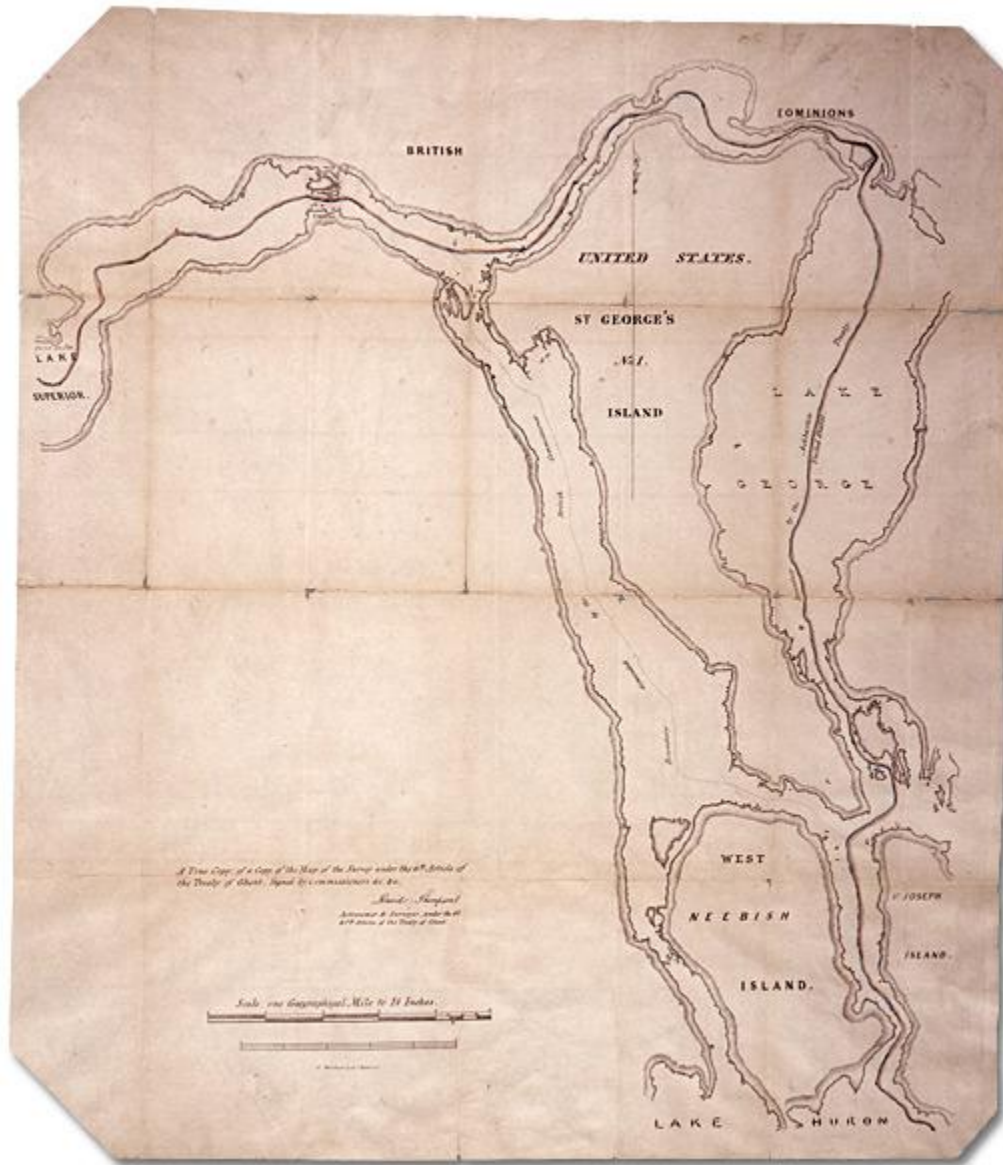 DOMINIONS
BRITISH
UNITED STATES.
ST GEORGE'S
No 1.
ISLAND
LAKE
SUPERIOR.
LAKE
GEORGE
WEST
NEEBISH
ISLAND.
ST JOSEPH
ISLAND.
A True Copy of a Copy of the Map of the Survey under the 6th Article of
the Treaty of Ghent. Signed by commissioners &c. &c.
Astronomer & Surveyor under the 6th
& 7th Articles of the Treaty of Ghent
Scale, one Geographical Mile to Inches.
LAKE HURON